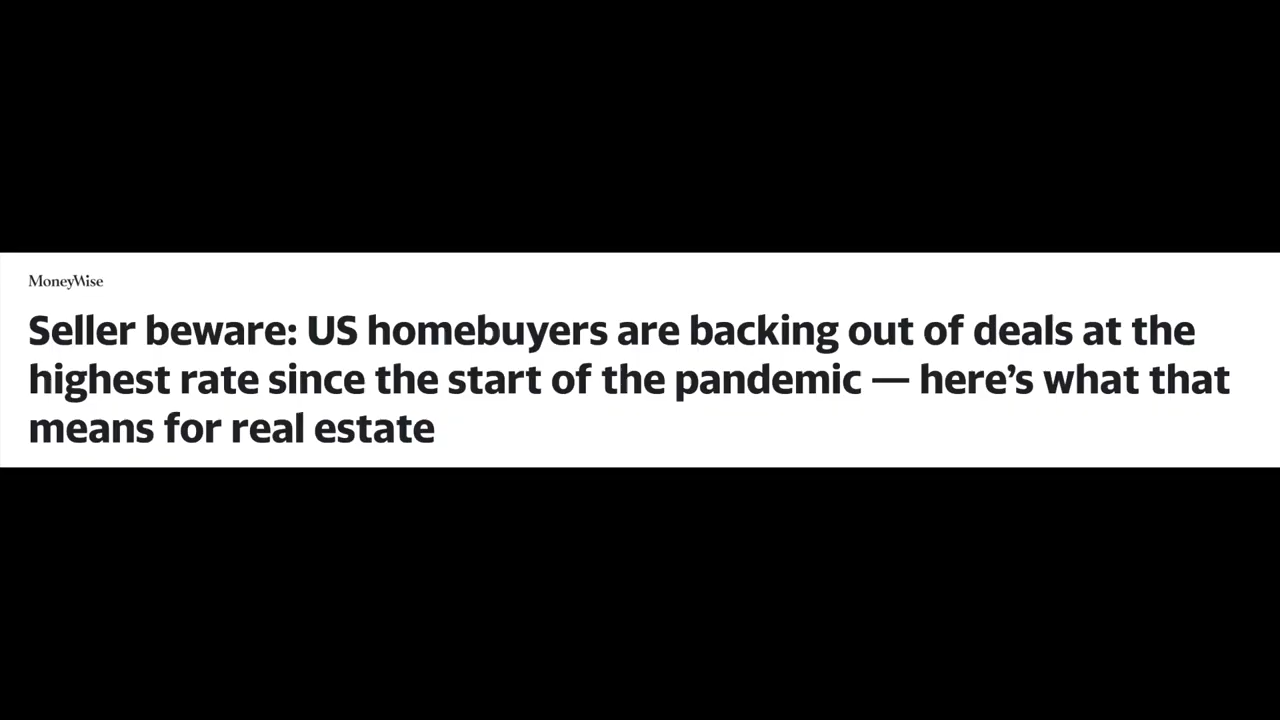 MoneyWise
Seller beware: US homebuyers are backing out of deals at the
highest rate since the start of the pandemic — here’s what that
means for real estate